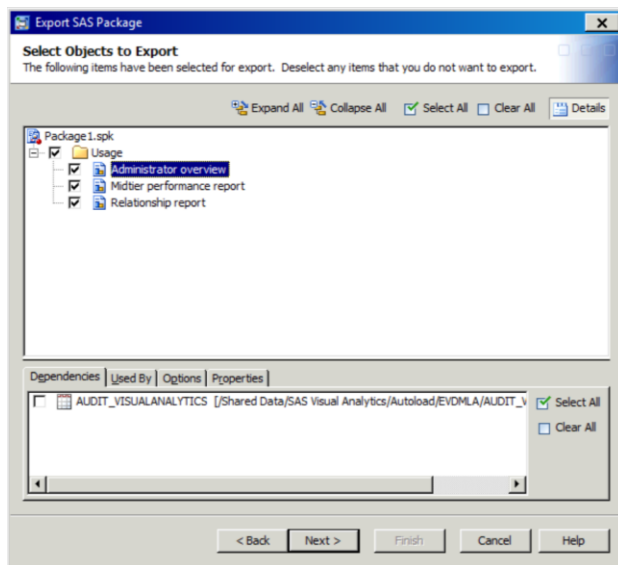 Export SAS Package
Select Objects to Export
The following items have been selected for export. Deselect any items that you do not want to export.
Expand All Collapse All Select All Clear All Details
Package1.spk
Usage
Administrator overview
Midtier performance report
Relationship report
Dependencies Used By Options Properties
AUDIT_VISUALANALYTICS [/Shared Data/SAS Visual Analytics/Autoload/EVDMLA/AUDIT_V
Select All
Clear All
< Back Next > Finish Cancel Help